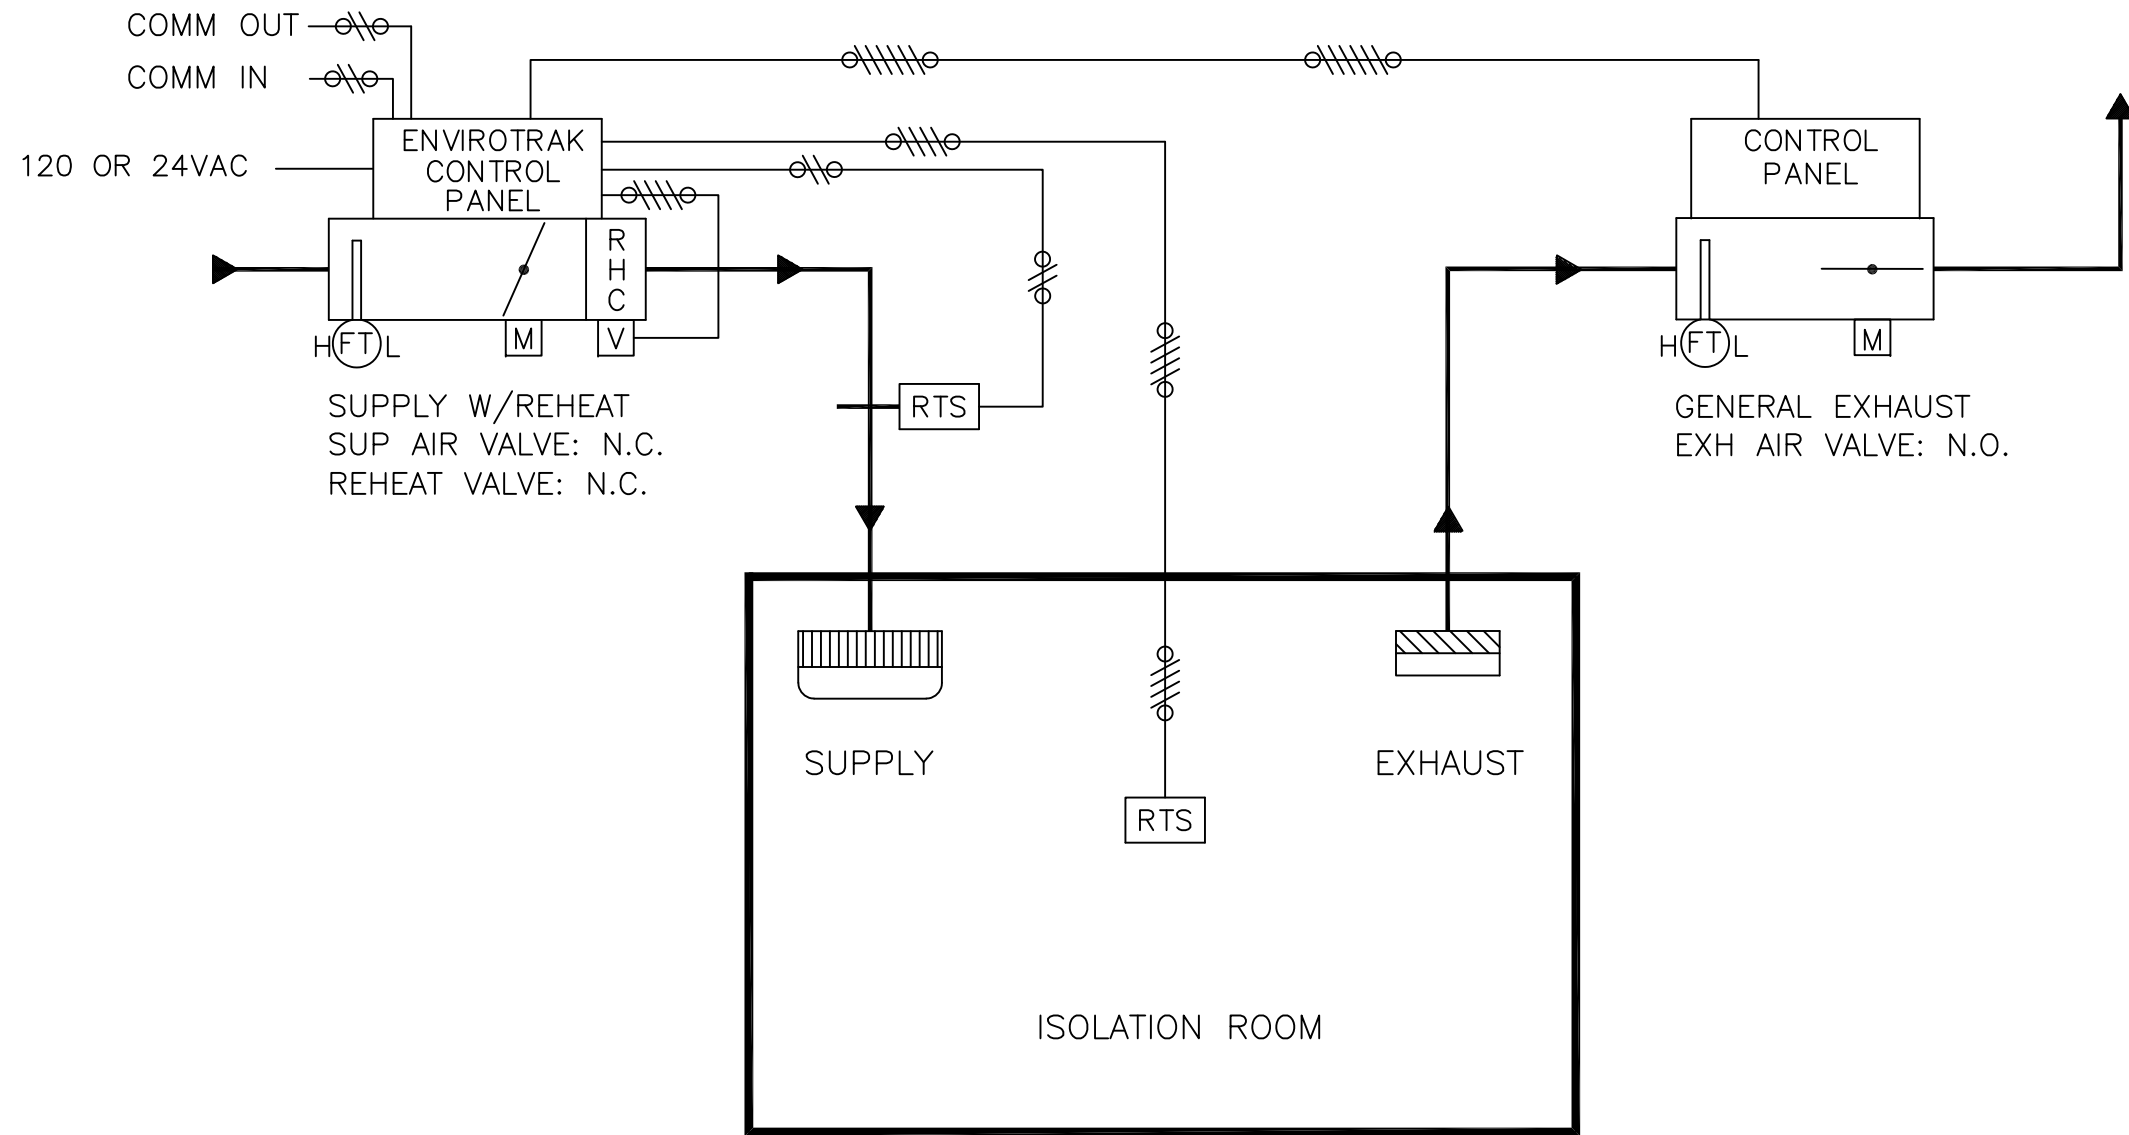 COMM OUT
COMM IN
120 OR 24VAC
ENVIROTRAK
CONTROL
PANEL
R
H
C
H FT L
M
V
SUPPLY W/REHEAT
SUP AIR VALVE: N.C.
REHEAT VALVE: N.C.
RTS
CONTROL
PANEL
H FT L
M
GENERAL EXHAUST
EXH AIR VALVE: N.O.
SUPPLY
EXHAUST
RTS
ISOLATION ROOM